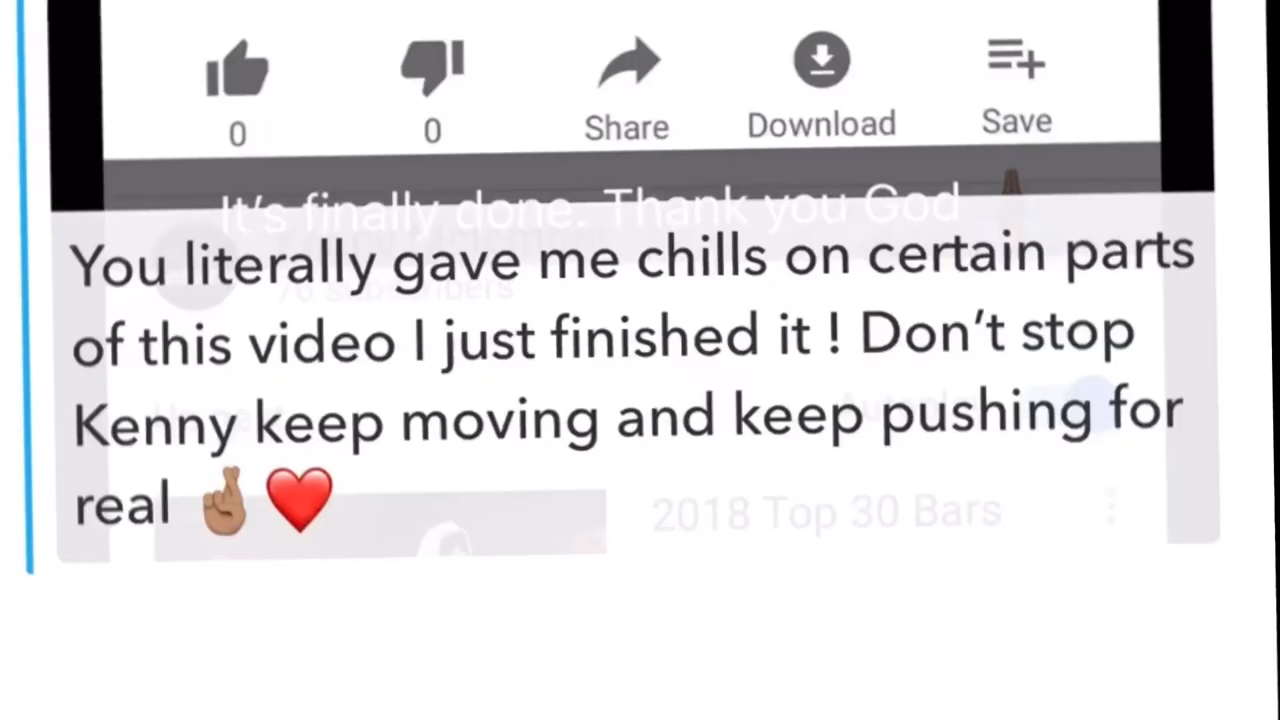 0 0 Share Download Save
It's finally done. Thank you God
You literally gave me chills on certain parts
of this video I just finished it ! Don't stop
Kenny keep moving and keep pushing for
real 🤞🏽❤️
2018 Top 30 Bars